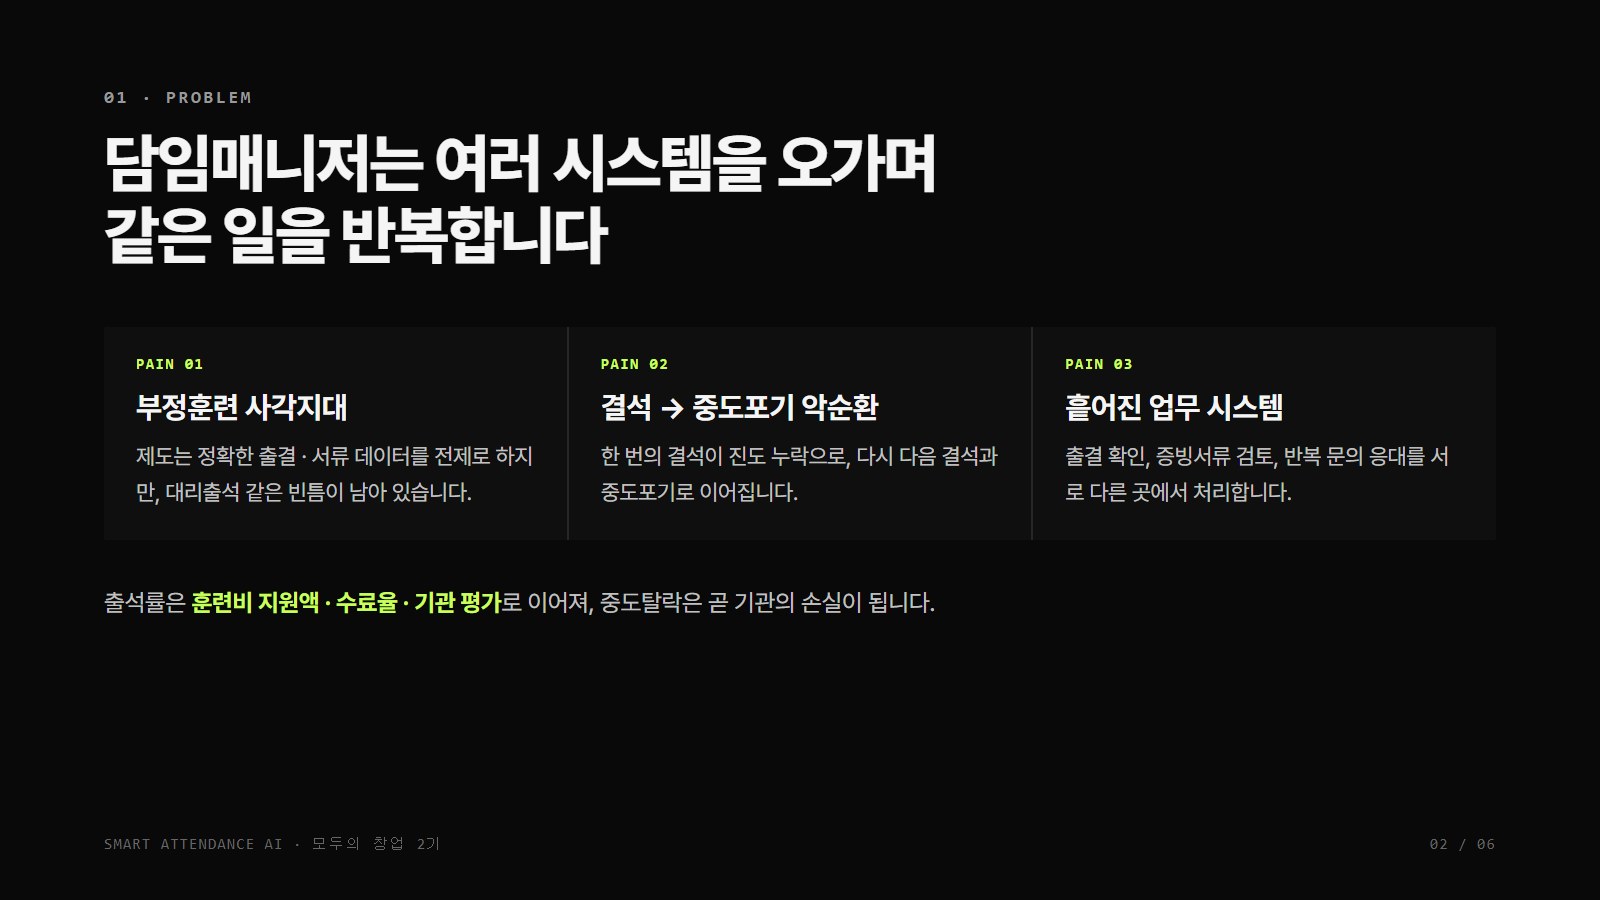 01 · PROBLEM
담임매니저는 여러 시스템을 오가며
같은 일을 반복합니다
PAIN 01
부정훈련 사각지대
제도는 정확한 출결 · 서류 데이터를 전제로 하지
만, 대리출석 같은 빈틈이 남아 있습니다.
PAIN 02
결석 → 중도포기 악순환
한 번의 결석이 진도 누락으로, 다시 다음 결석과
중도포기로 이어집니다.
PAIN 03
흩어진 업무 시스템
출결 확인, 증빙서류 검토, 반복 문의 응대를 서
로 다른 곳에서 처리합니다.
출석률은 훈련비 지원액 · 수료율 · 기관 평가로 이어져, 중도탈락은 곧 기관의 손실이 됩니다.
SMART ATTENDANCE AI · 모두의 창업 2기
02 / 06